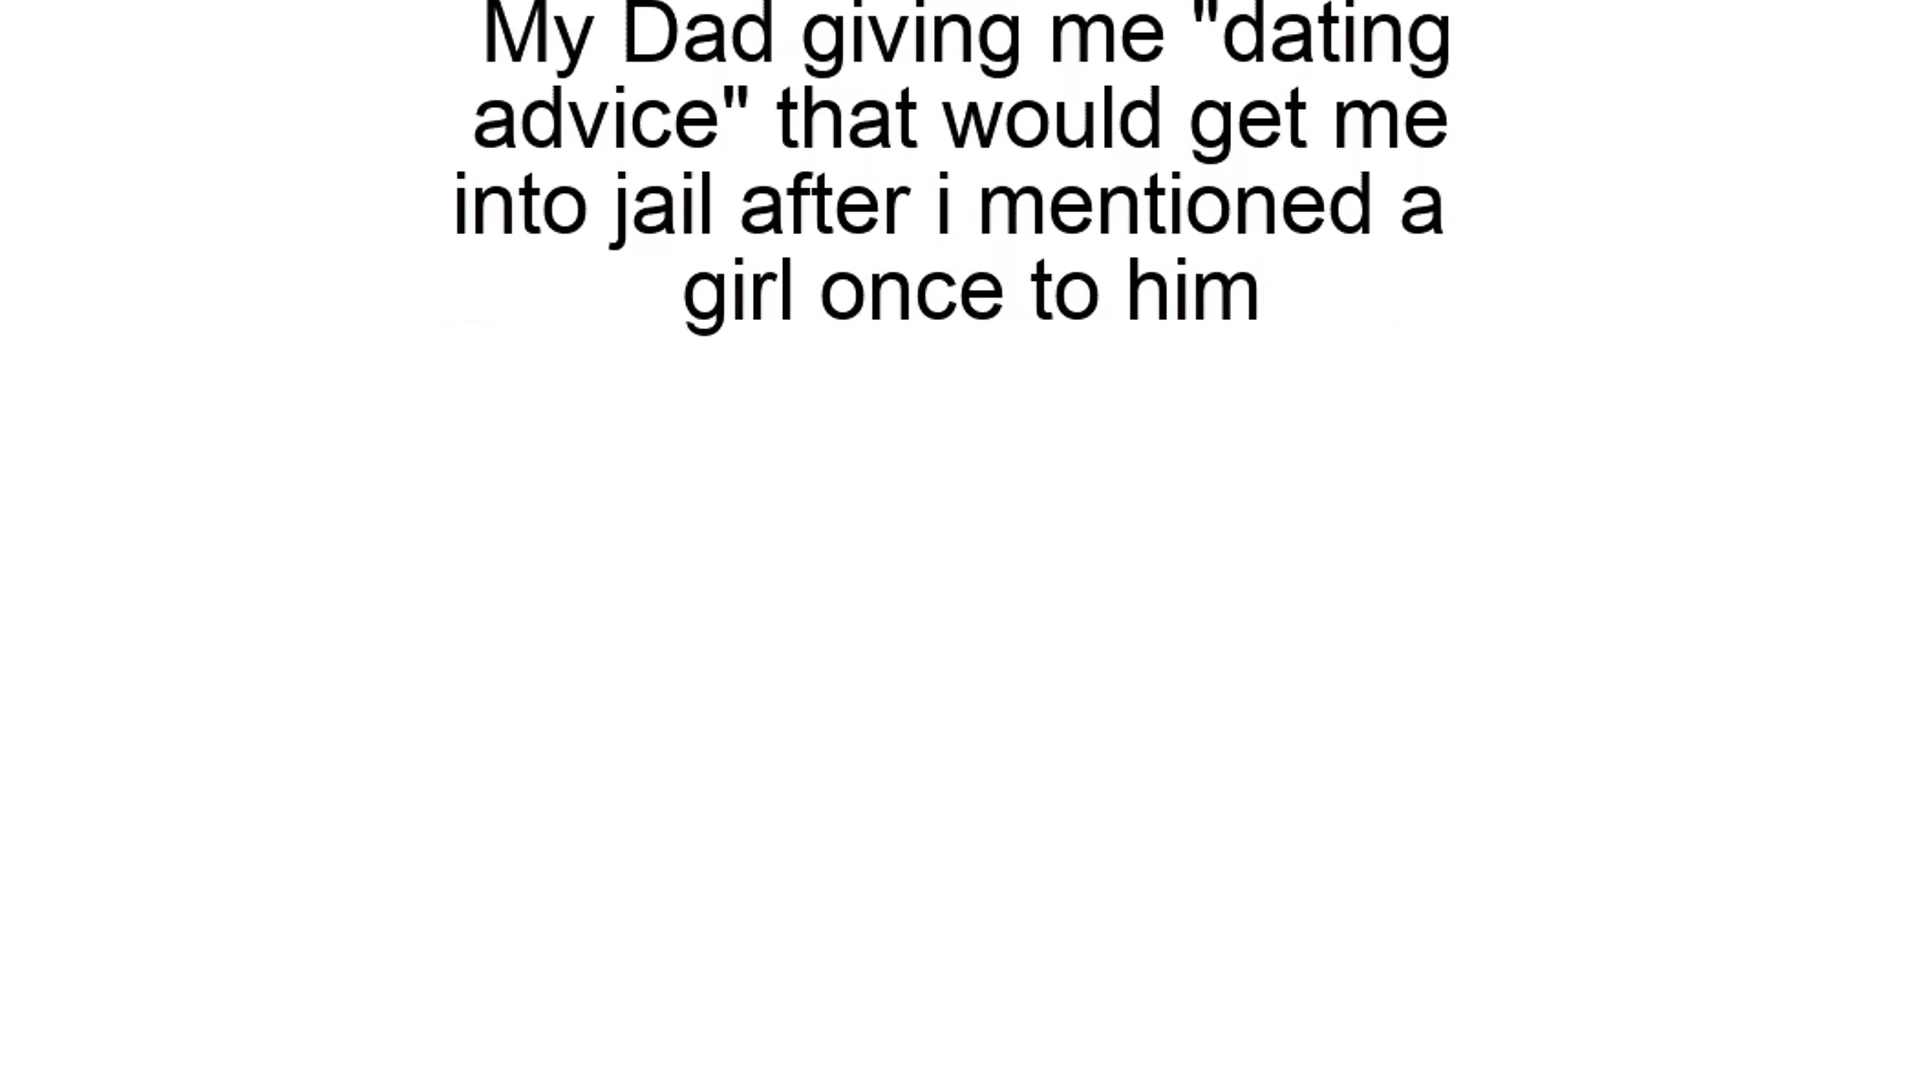 My Dad giving me "dating
advice" that would get me
into jail after i mentioned a
girl once to him